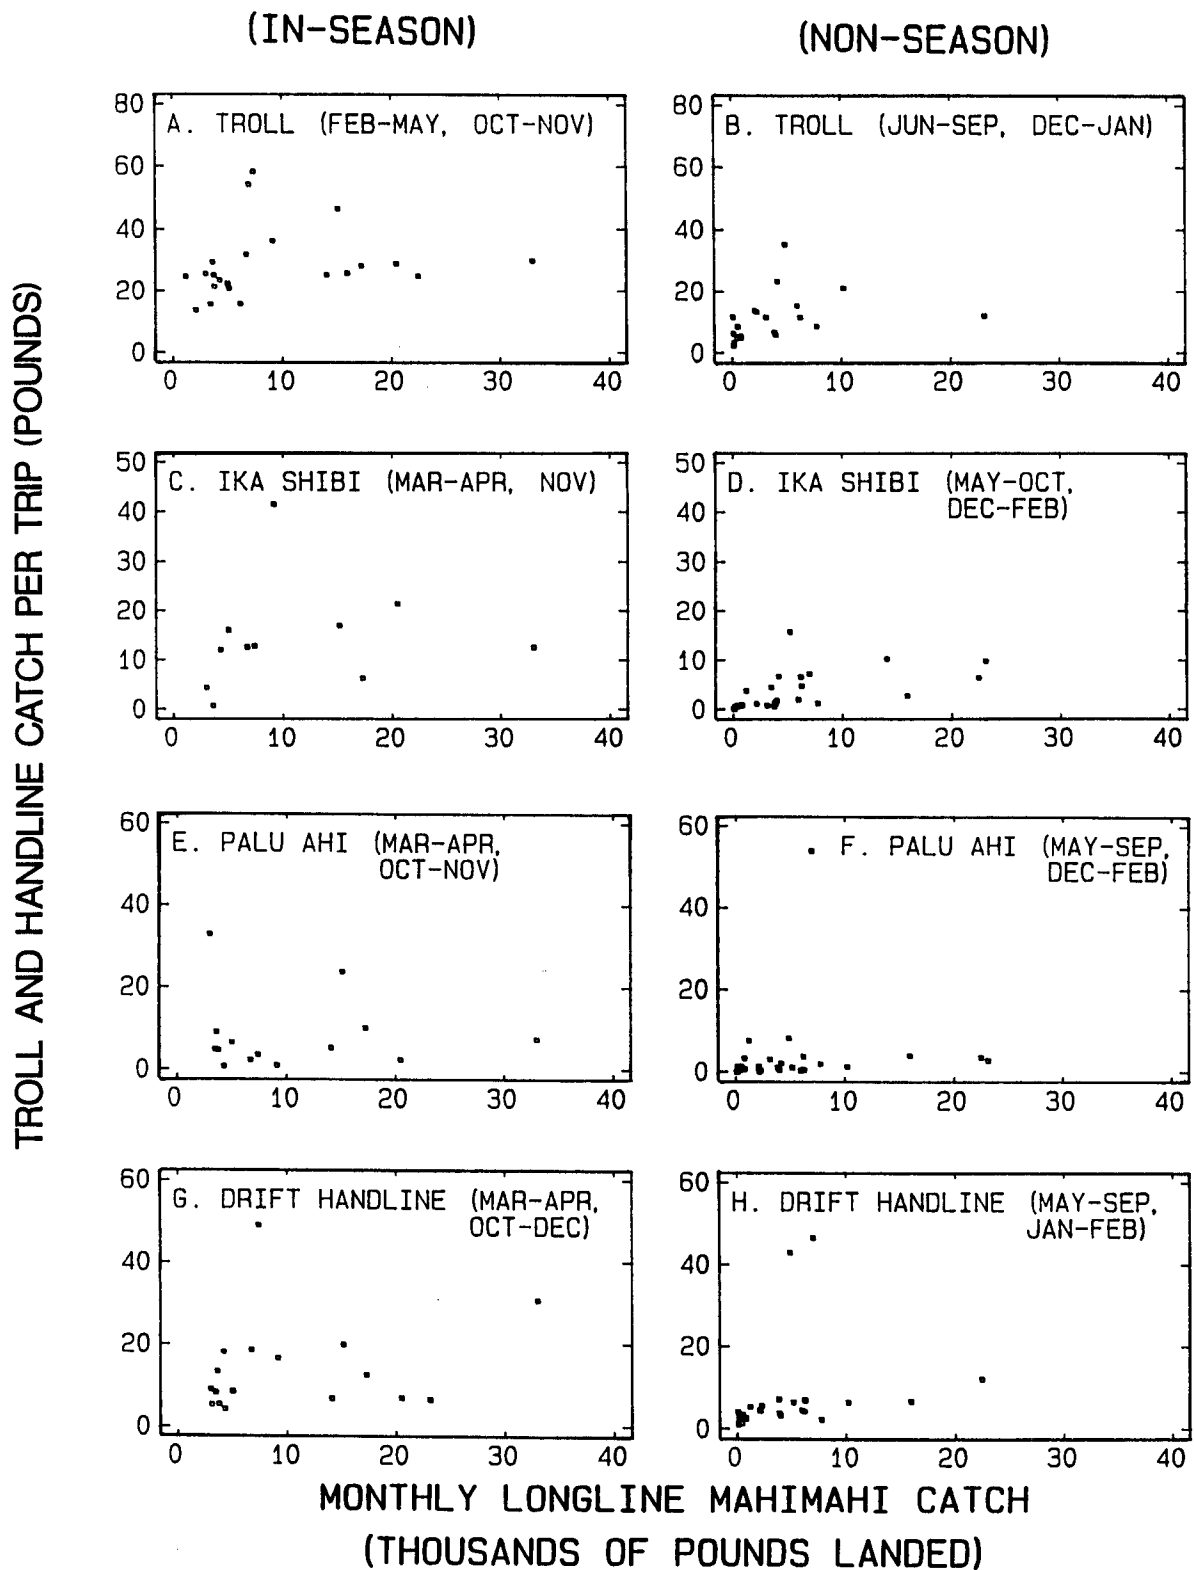 (IN-SEASON)
(NON-SEASON)
TROLL AND HANDLINE CATCH PER TRIP (POUNDS)
A. TROLL (FEB-MAY, OCT-NOV)
80
60
40
20
0
0 10 20 30 40
B. TROLL (JUN-SEP, DEC-JAN)
80
60
40
20
0
0 10 20 30 40
C. IKA SHIBI (MAR-APR, NOV)
50
40
30
20
10
0
0 10 20 30 40
D. IKA SHIBI (MAY-OCT,
DEC-FEB)
50
40
30
20
10
0
0 10 20 30 40
E. PALU AHI (MAR-APR,
OCT-NOV)
60
40
20
0
0 10 20 30 40
F. PALU AHI (MAY-SEP,
DEC-FEB)
60
40
20
0
0 10 20 30 40
G. DRIFT HANDLINE (MAR-APR,
OCT-DEC)
60
40
20
0
0 10 20 30 40
H. DRIFT HANDLINE (MAY-SEP,
JAN-FEB)
60
40
20
0
0 10 20 30 40
MONTHLY LONGLINE MAHIMAHI CATCH
(THOUSANDS OF POUNDS LANDED)